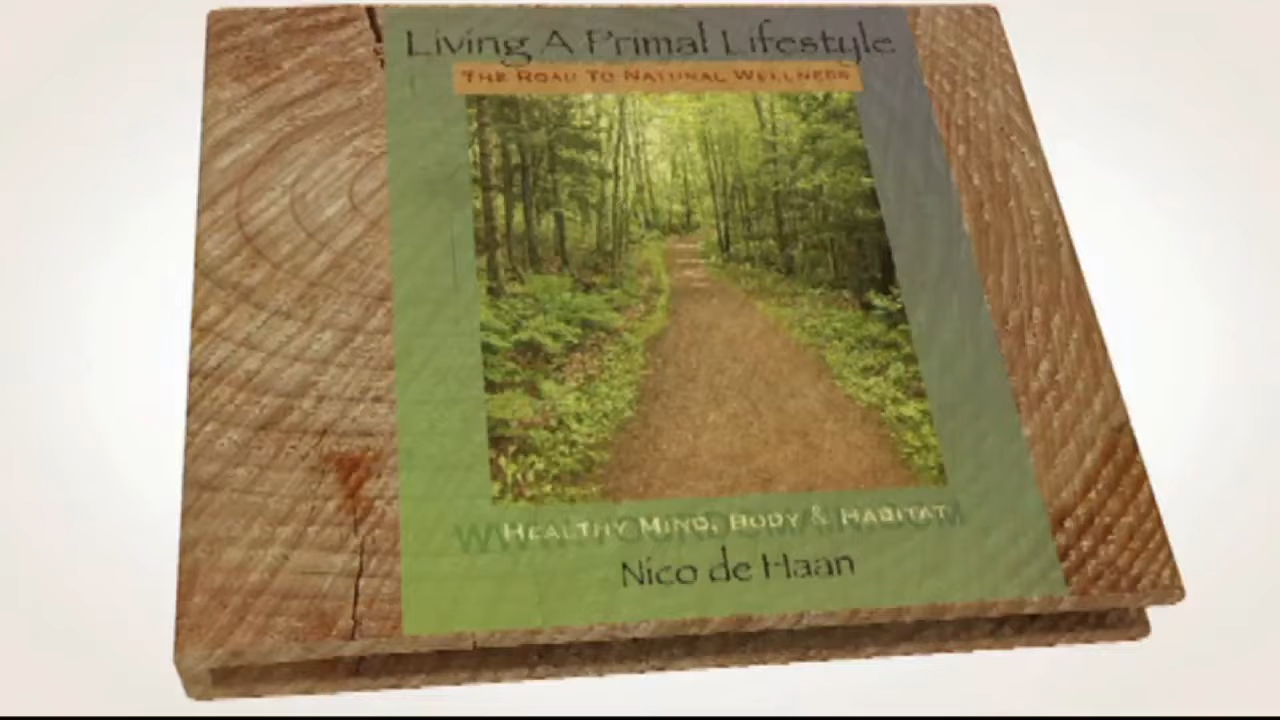 Living A Primal Lifestyle
The Road To Natural Wellness
Healthy Mind, Body & Habitat
Nico de Haan